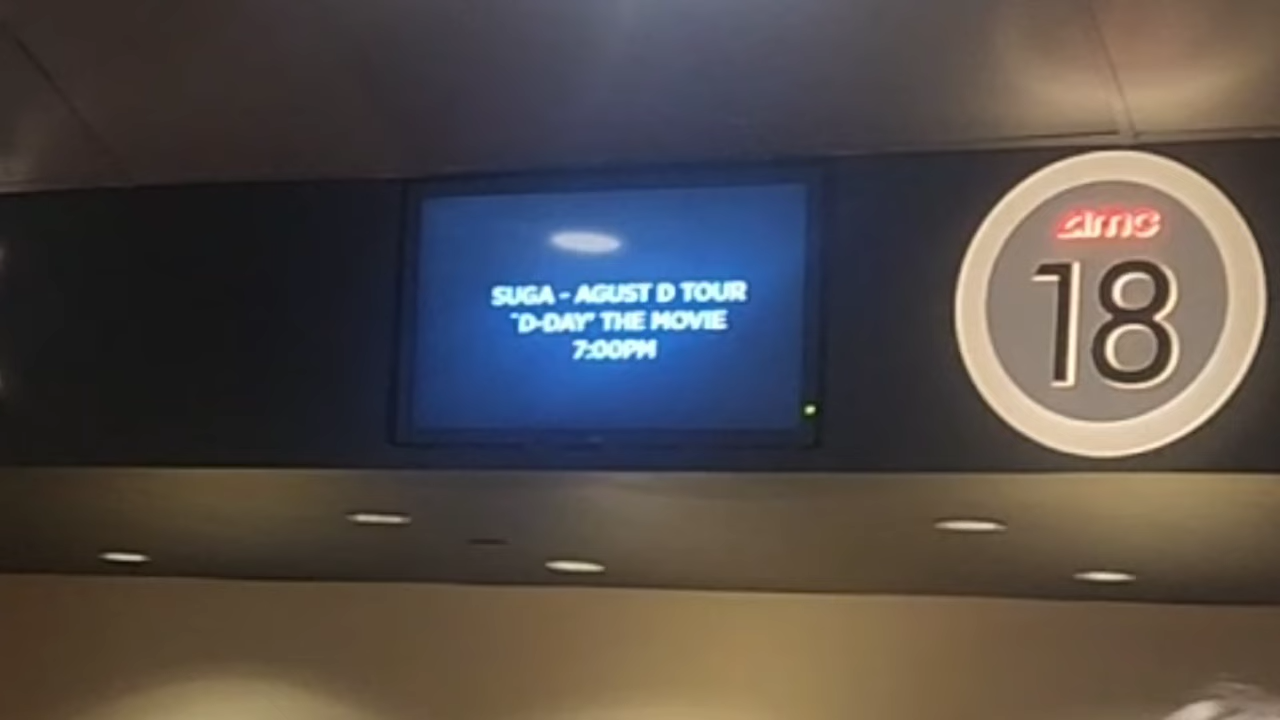 SUGA - AGUST D TOUR
"D-DAY" THE MOVIE
7:00PM
amc
18